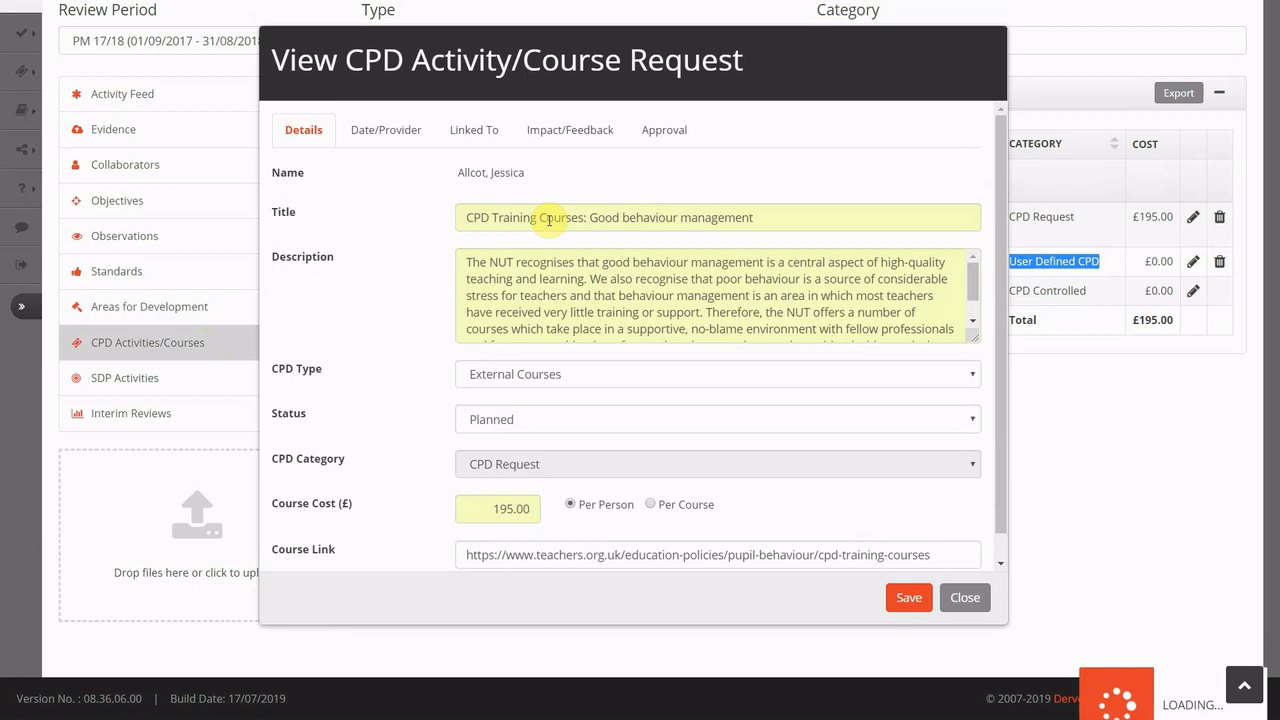 Review Period
Type
Category
PM 17/18 (01/09/2017 - 31/08/2018
View CPD Activity/Course Request
Details
Date/Provider
Linked To
Impact/Feedback
Approval
Name
Allcot, Jessica
Title
CPD Training Courses: Good behaviour management
Description
The NUT recognises that good behaviour management is a central aspect of high-quality
teaching and learning. We also recognise that poor behaviour is a source of considerable
stress for teachers and that behaviour management is an area in which most teachers
have received very little training or support. Therefore, the NUT offers a number of
courses which take place in a supportive, no-blame environment with fellow professionals
CPD Type
External Courses
Status
Planned
CPD Category
CPD Request
Course Cost (£)
195.00
Per Person
Per Course
Course Link
https://www.teachers.org.uk/education-policies/pupil-behaviour/cpd-training-courses
Save
Close
Activity Feed
Evidence
Collaborators
Objectives
Observations
Standards
Areas for Development
CPD Activities/Courses
SDP Activities
Interim Reviews
Drop files here or click to upl
Export
CATEGORY
COST
CPD Request
£195.00
User Defined CPD
£0.00
CPD Controlled
£0.00
Total
£195.00
Version No. : 08.36.06.00 | Build Date: 17/07/2019
© 2007-2019 Derv
LOADING...